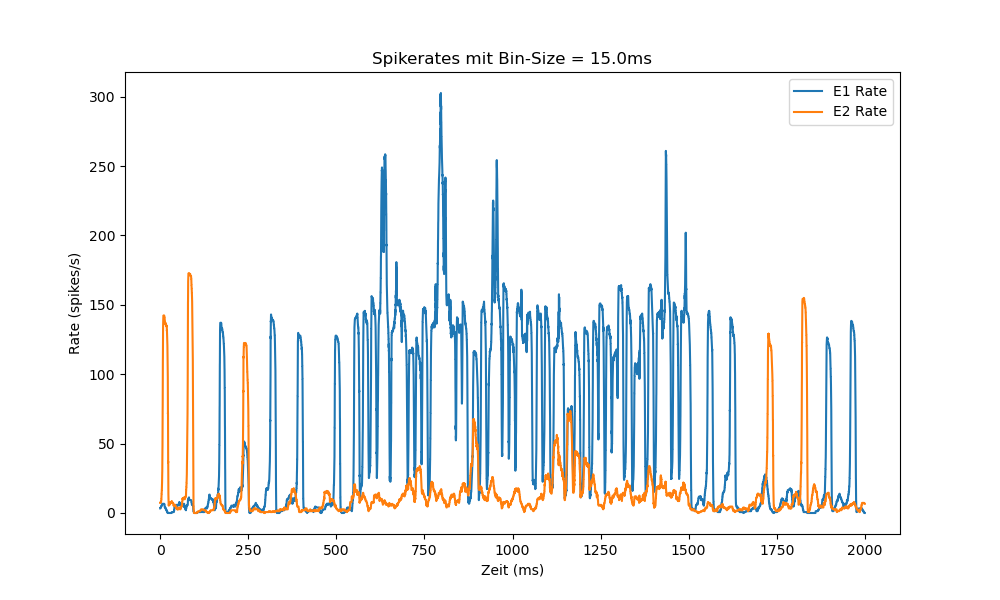 Spikerates mit Bin-Size = 15.0ms
E1 Rate
E2 Rate
Rate (spikes/s)
300
250
200
150
100
50
0
0 250 500 750 1000 1250 1500 1750 2000
Zeit (ms)